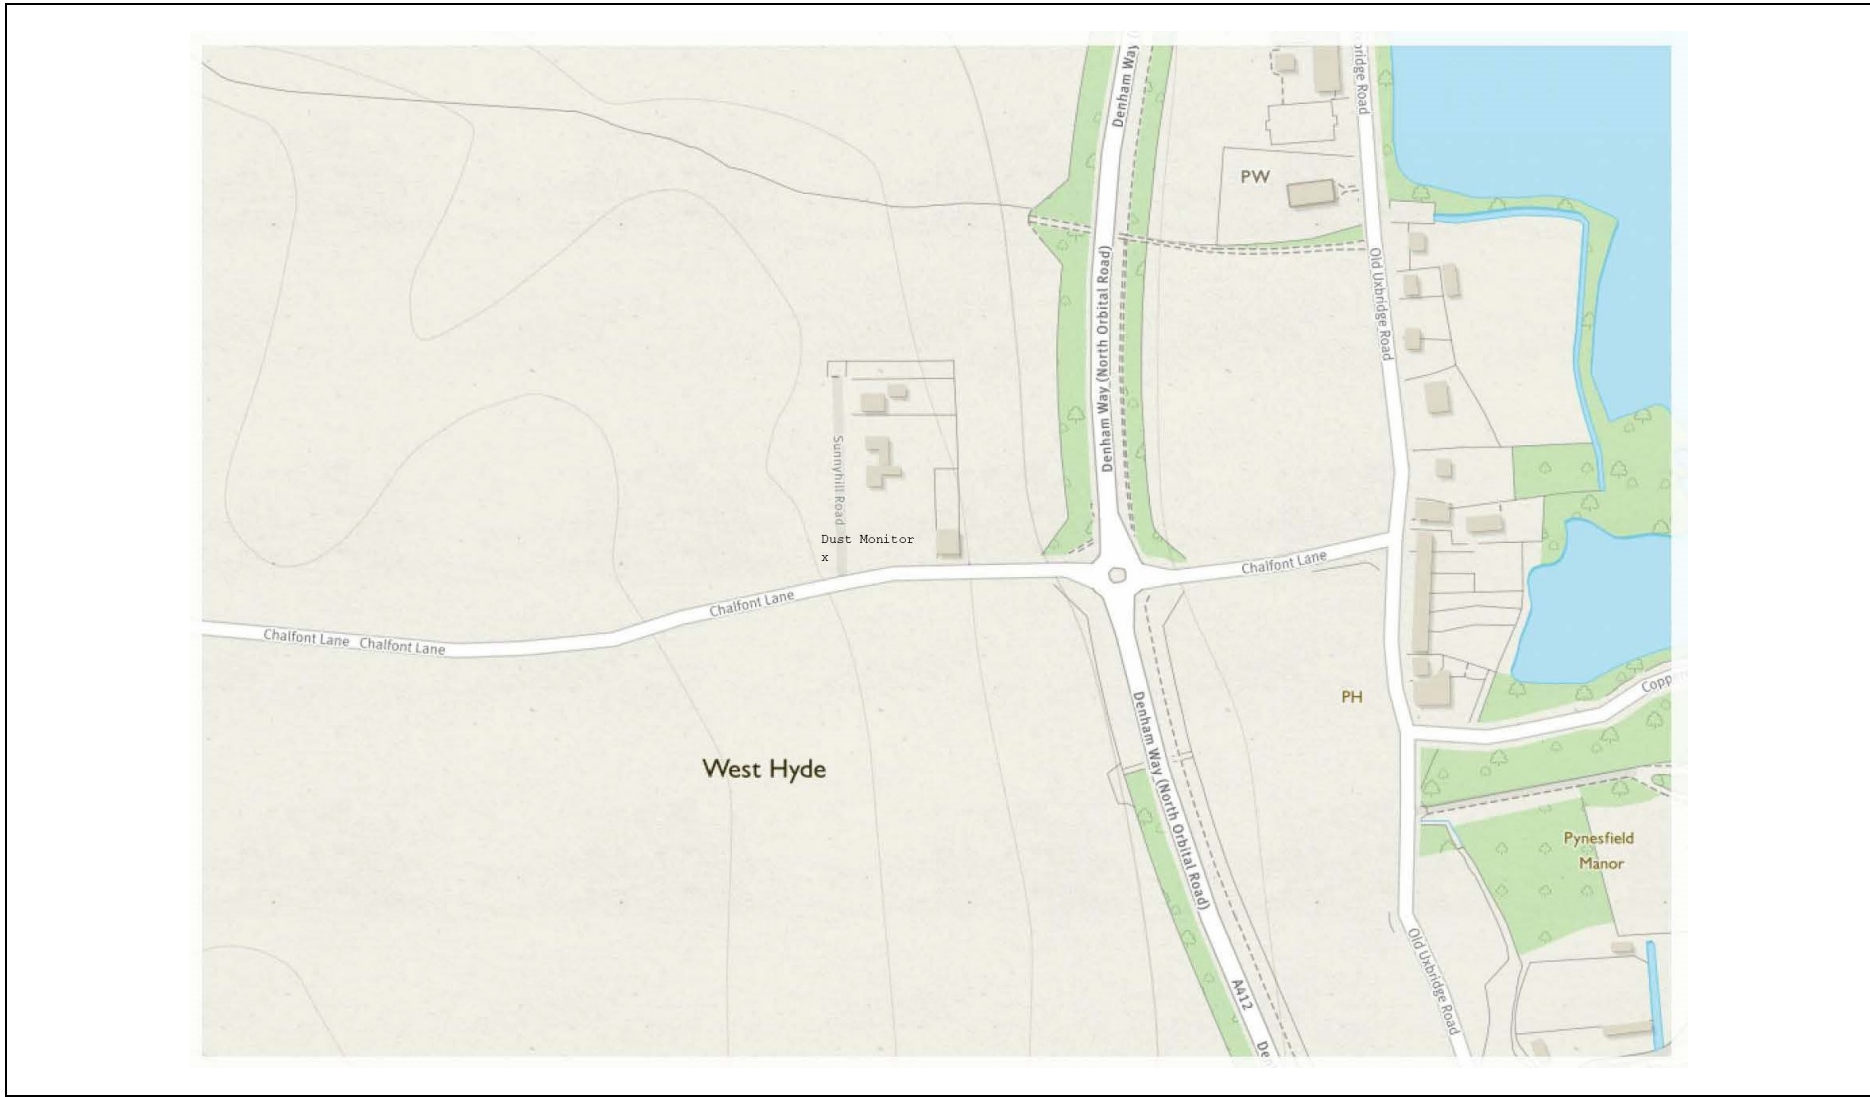 Denham Way
bridge Road
PW
Denham Way (North Orbital Road)
Old Uxbridge Road
Sunnyhill Road
Dust Monitor
x
Chalfont Lane
Chalfont Lane
Chalfont Lane
Chalfont Lane
PH
Copp
Denham Way (North Orbital Road)
West Hyde
Pynesfield
Manor
Old Uxbridge Road
A412
De